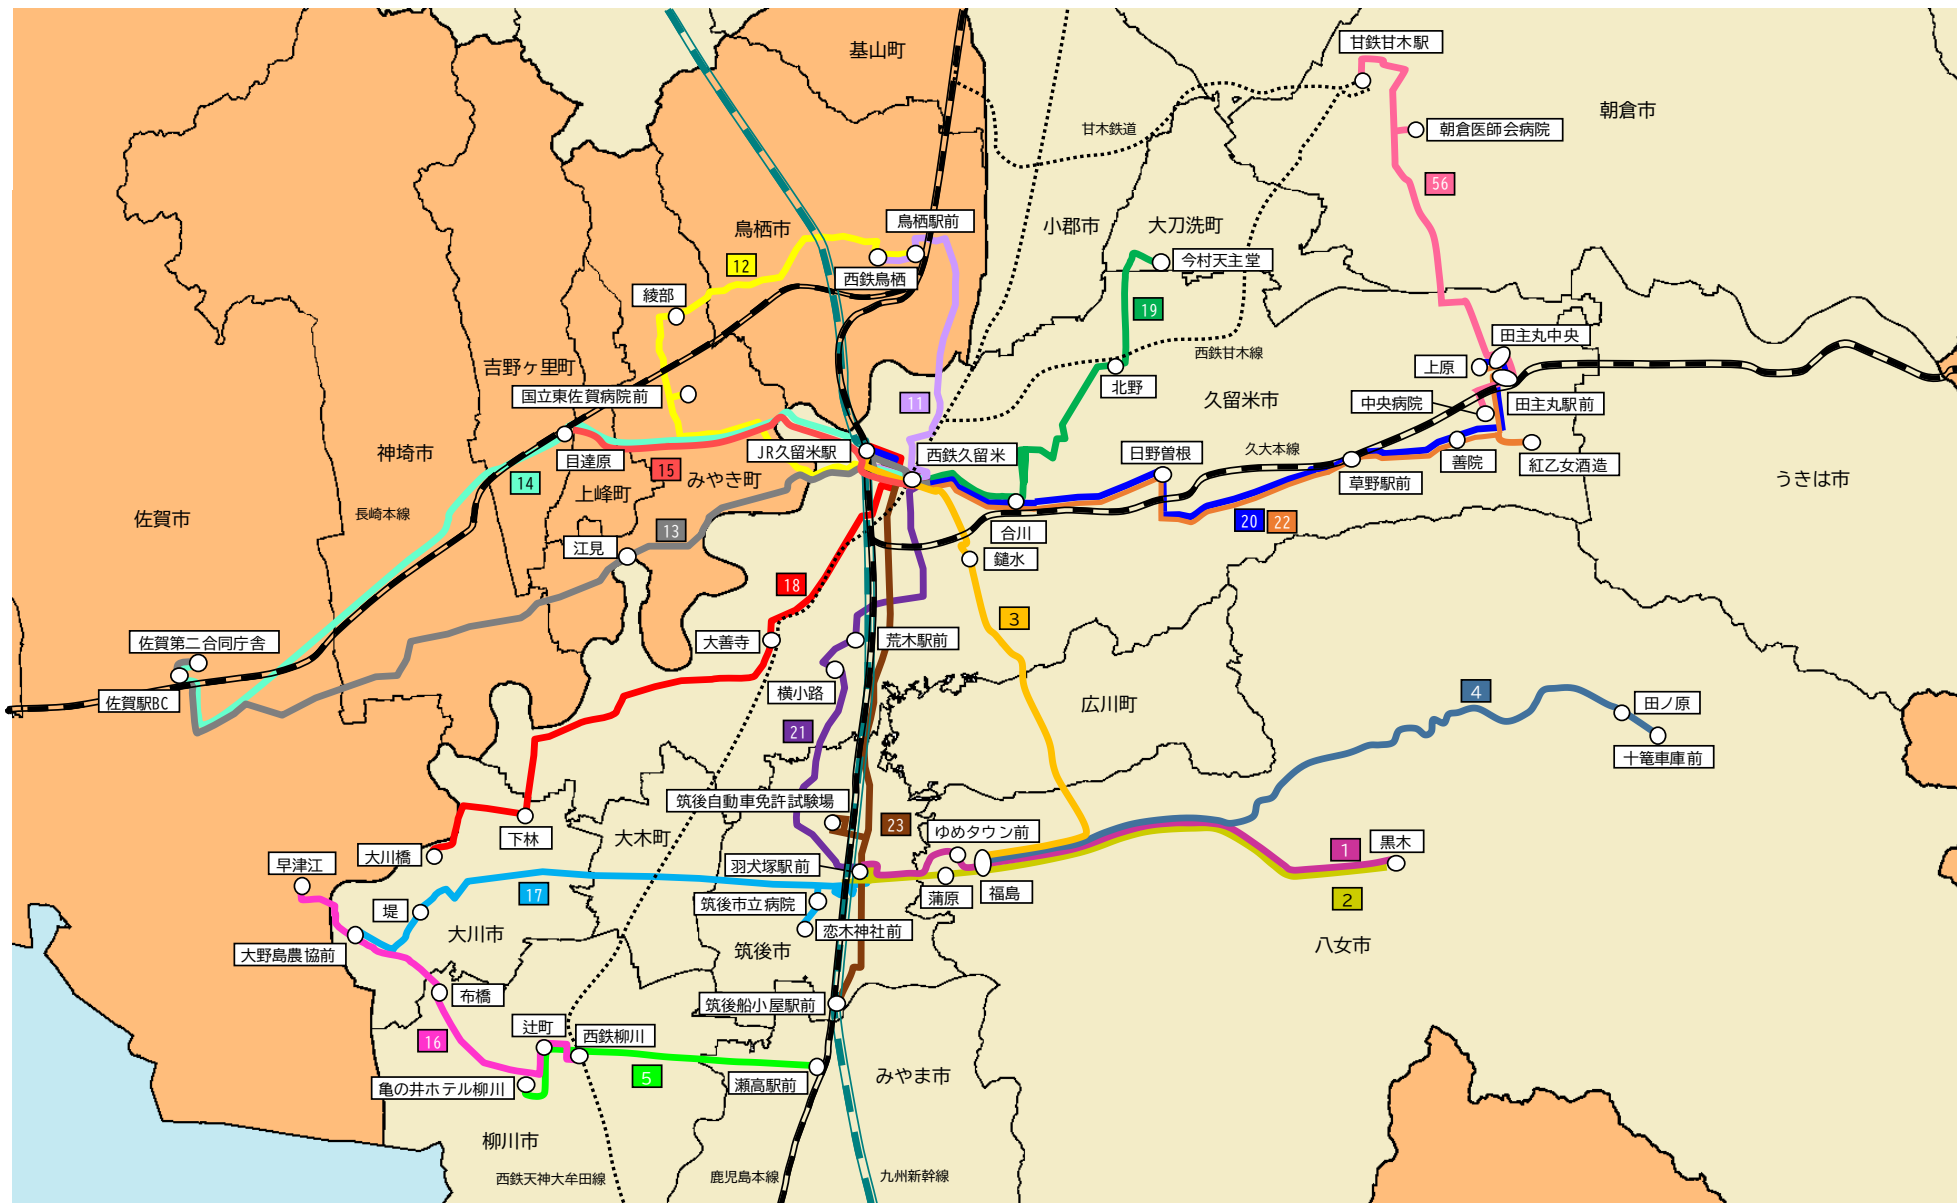 基山町
甘鉄甘木駅
朝倉市
甘木鉄道
朝倉医師会病院
56
鳥栖市
鳥栖駅前
小郡市
大刀洗町
12
西鉄鳥栖
今村天主堂
綾部
19
田主丸中央
吉野ヶ里町
西鉄甘木線
上原
国立東佐賀病院前
北野
11
久留米市
中央病院
田主丸駅前
神埼市
JR久留米駅
西鉄久留米
日野曽根
久大本線
目達原
15
みやき町
善院
紅乙女酒造
うきは市
14
上峰町
草野駅前
佐賀市
長崎本線
13
20
22
合川
江見
鑓水
18
3
佐賀第二合同庁舎
大善寺
荒木駅前
佐賀駅BC
横小路
広川町
4
田ノ原
21
十篭車庫前
筑後自動車免許試験場
大木町
23
ゆめタウン前
下林
大川橋
1
黒木
早津江
羽犬塚駅前
17
蒲原
福島
2
堤
筑後市立病院
大川市
恋木神社前
八女市
大野島農協前
筑後市
布橋
筑後船小屋駅前
辻町
西鉄柳川
16
5
瀬高駅前
みやま市
亀の井ホテル柳川
柳川市
西鉄天神大牟田線
鹿児島本線
九州新幹線